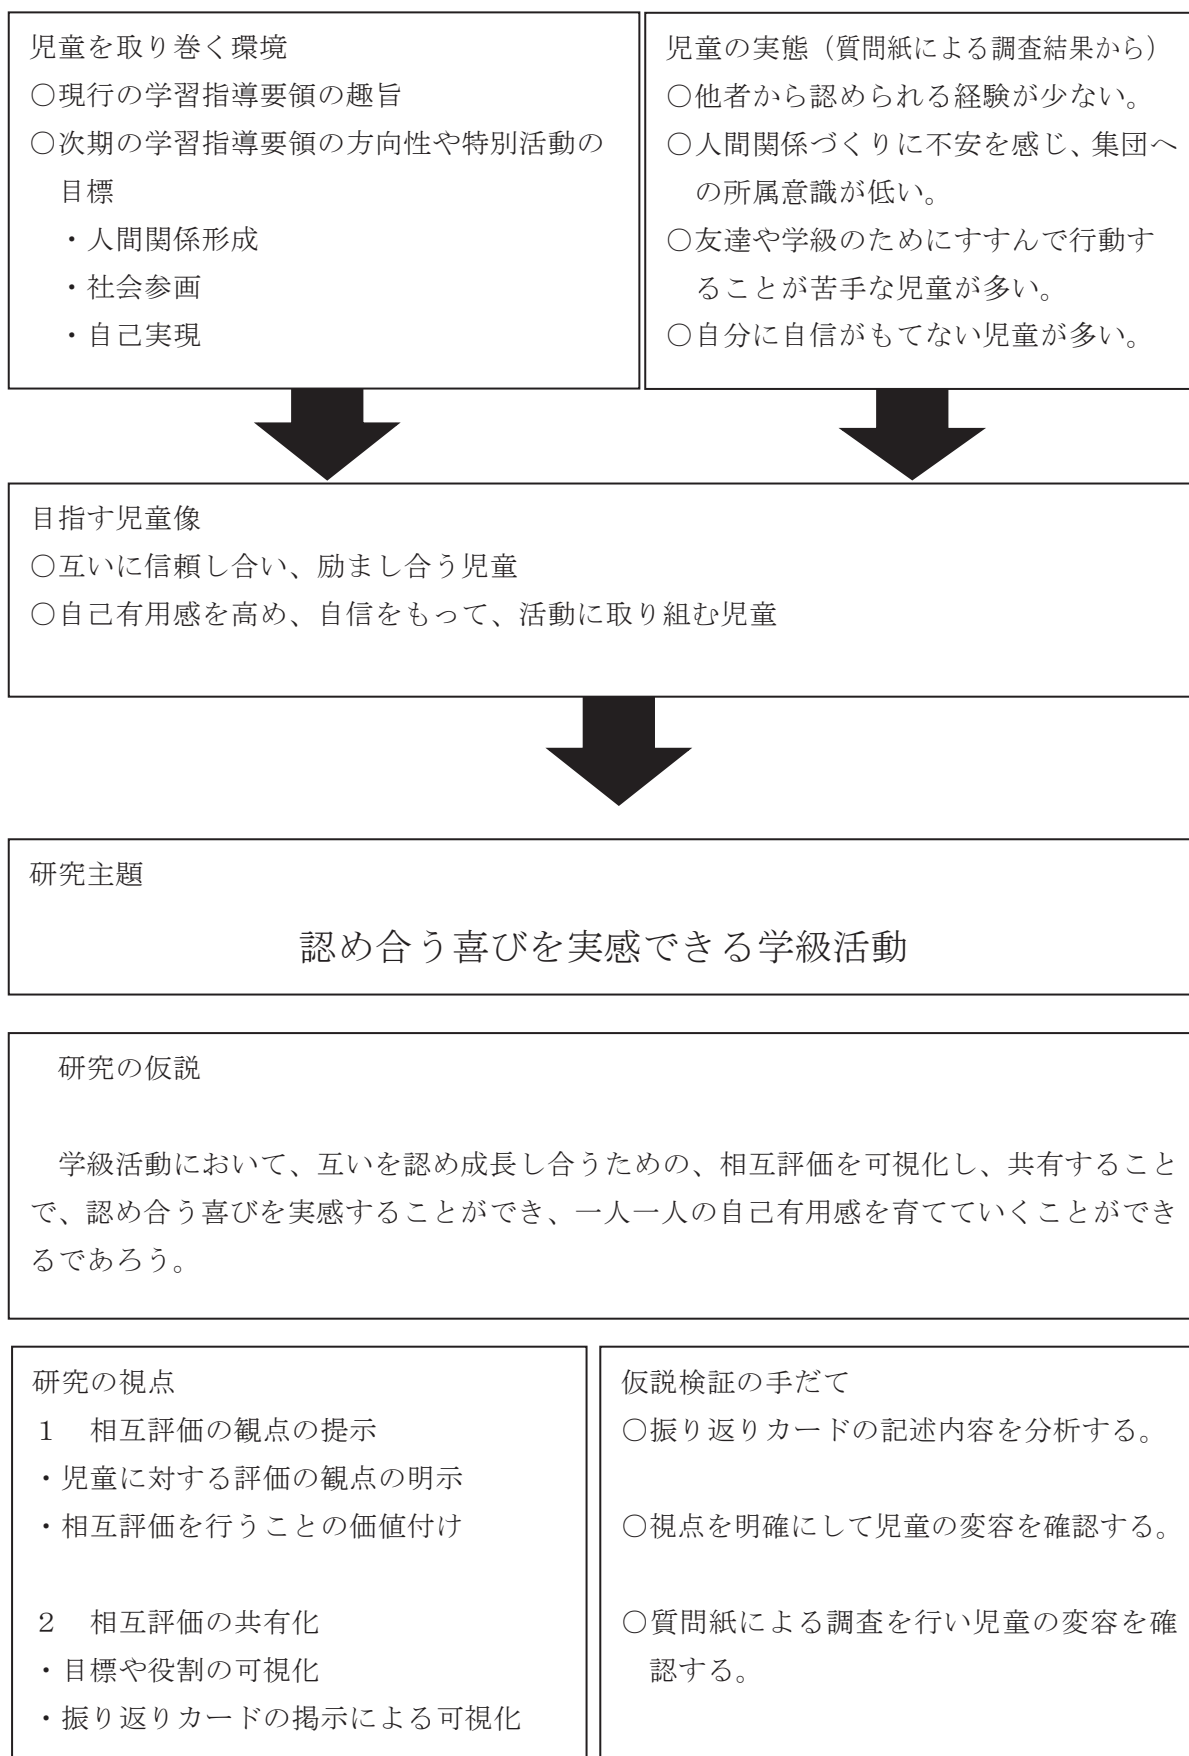 児童を取り巻く環境
○現行の学習指導要領の趣旨
○次期の学習指導要領の方向性や特別活動の
目標
・人間関係形成
・社会参画
・自己実現
児童の実態（質問紙による調査結果から）
○他者から認められる経験が少ない。
○人間関係づくりに不安を感じ、集団へ
の所属意識が低い。
○友達や学級のためにすすんで行動す
ることが苦手な児童が多い。
○自分に自信がもてない児童が多い。
目指す児童像
○互いに信頼し合い、励まし合う児童
○自己有用感を高め、自信をもって、活動に取り組む児童
研究主題
認め合う喜びを実感できる学級活動
研究の仮説
学級活動において、互いを認め成長し合うための、相互評価を可視化し、共有すること
で、認め合う喜びを実感することができ、一人一人の自己有用感を育てていくことができ
るであろう。
研究の視点
１　相互評価の観点の提示
・児童に対する評価の観点の明示
・相互評価を行うことの価値付け
２　相互評価の共有化
・目標や役割の可視化
・振り返りカードの掲示による可視化
仮説検証の手だて
○振り返りカードの記述内容を分析する。
○視点を明確にして児童の変容を確認する。
○質問紙による調査を行い児童の変容を確
認する。